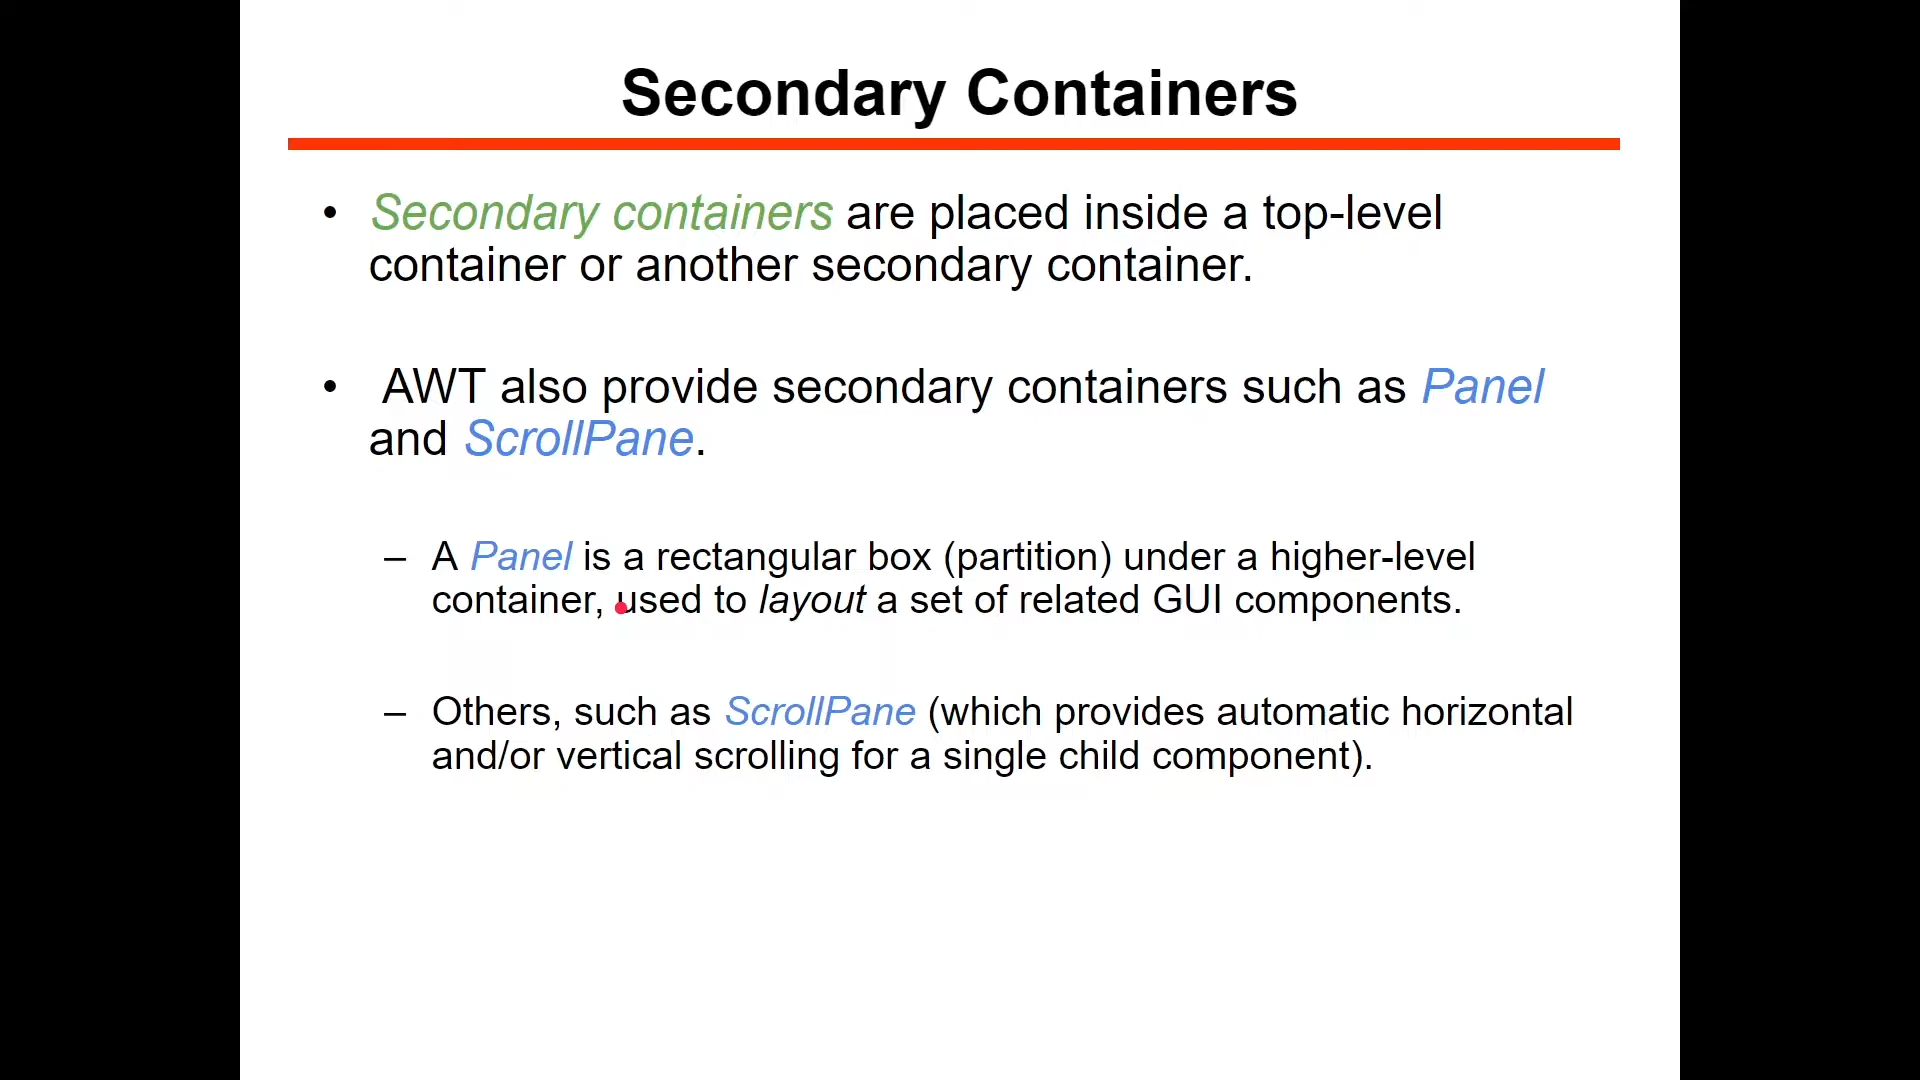 Secondary Containers
• Secondary containers are placed inside a top-level
container or another secondary container.
• AWT also provide secondary containers such as Panel
and ScrollPane.
– A Panel is a rectangular box (partition) under a higher-level
container, used to layout a set of related GUI components.
– Others, such as ScrollPane (which provides automatic horizontal
and/or vertical scrolling for a single child component).